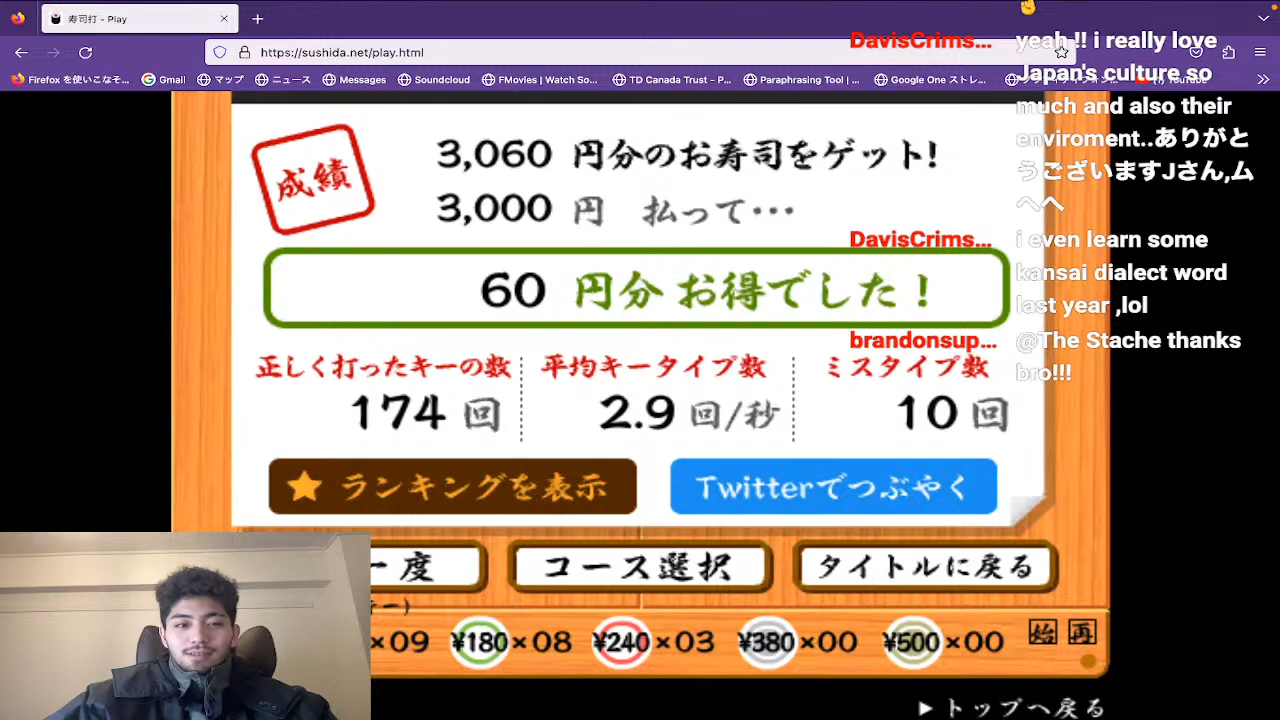 寿司打 - Play
https://sushida.net/play.html
Firefox を使いこなそ…
Gmail
マップ
ニュース
Messages
Soundcloud
FMovies | Watch So…
TD Canada Trust - P…
Paraphrasing Tool |…
Google One ストレ…
DavisCrims…
yeah !! i really love
Japan's culture so
much and also their
enviroment..ありがと
うございますJさん,ム
へへ
DavisCrims…
i even learn some
kansai dialect word
last year ,lol
brandonsup…
@The Stache thanks
bro!!!
成績
3,060 円分のお寿司をゲット!
3,000 円 払って…
60 円分 お得でした!
正しく打ったキーの数
174 回
平均キータイプ数
2.9 回/秒
ミスタイプ数
10 回
ランキングを表示
Twitterでつぶやく
一度
コース選択
タイトルに戻る
×09
¥180×08
¥240×03
¥380×00
¥500×00
始 再
▶トップへ戻る